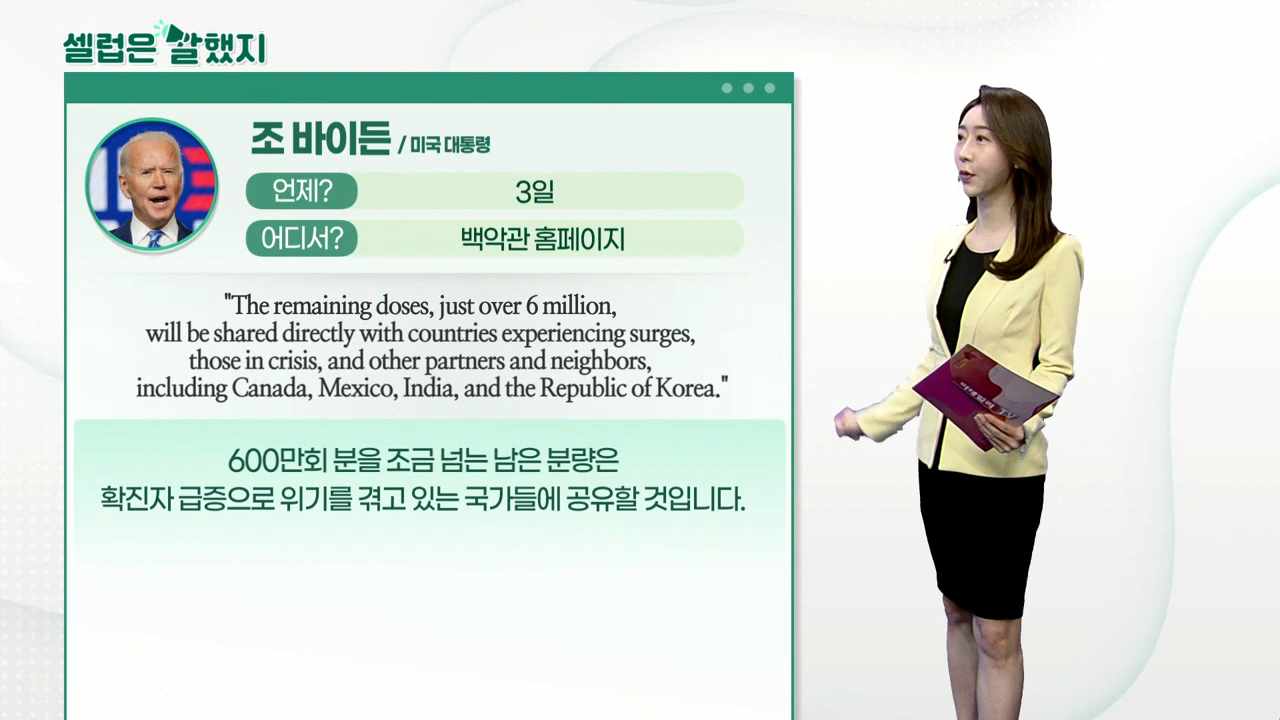 셀럽은 말했지
조 바이든 / 미국 대통령
언제? 3일
어디서? 백악관 홈페이지
"The remaining doses, just over 6 million,
will be shared directly with countries experiencing surges,
those in crisis, and other partners and neighbors,
including Canada, Mexico, India, and the Republic of Korea."
600만회 분을 조금 넘는 남은 분량은
확진자 급증으로 위기를 겪고 있는 국가들에 공유할 것입니다.